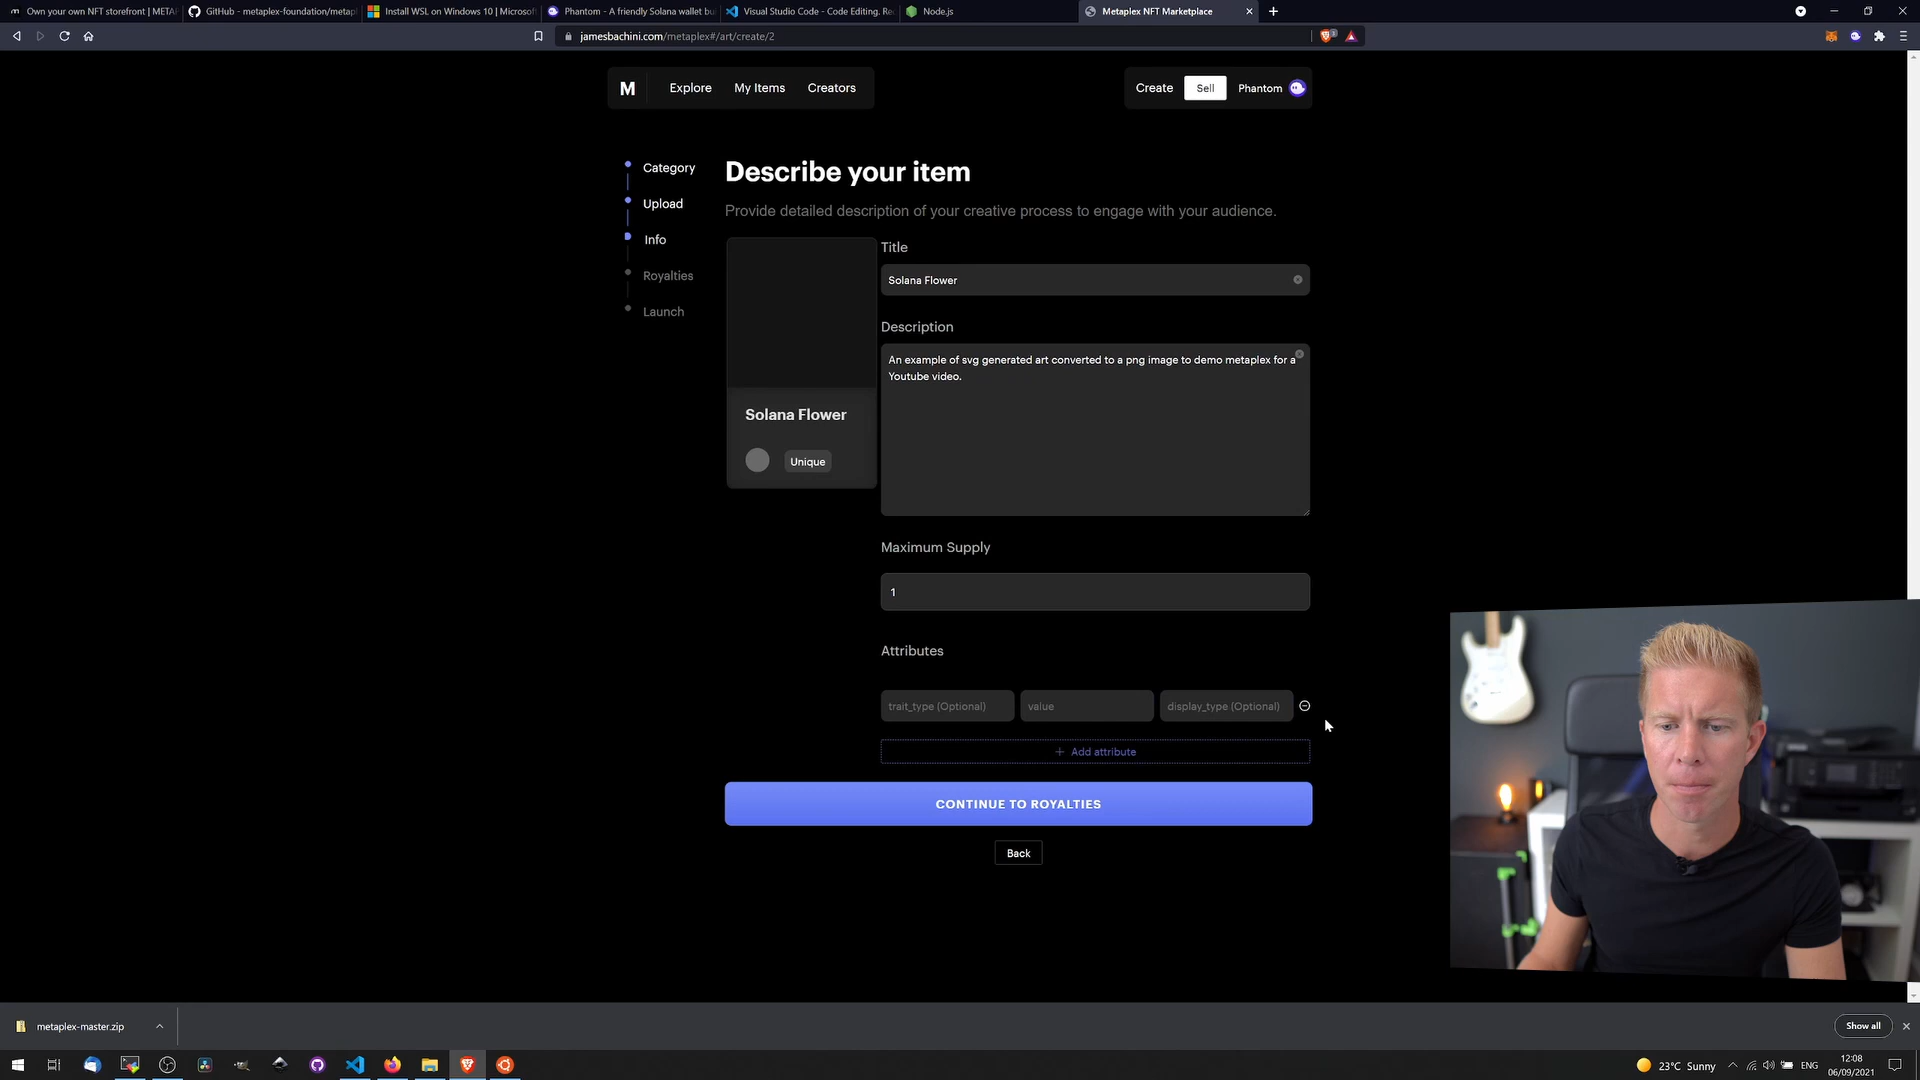 Own your own NFT storefront | META
GitHub - metaplex-foundation/metap
Install WSL on Windows 10 | Microsof
Phantom - A friendly Solana wallet bu
Visual Studio Code - Code Editing. Re
Node.js
Metaplex NFT Marketplace
jamesbachini.com/metaplex#/art/create/2
M
Explore
My Items
Creators
Create
Sell
Phantom
Category
Upload
Info
Royalties
Launch
Describe your item
Provide detailed description of your creative process to engage with your audience.
Solana Flower
Unique
Title
Solana Flower
Description
An example of svg generated art converted to a png image to demo metaplex for a
Youtube video.
Maximum Supply
1
Attributes
trait_type (Optional)
value
display_type (Optional)
+ Add attribute
CONTINUE TO ROYALTIES
Back
metaplex-master.zip
Show all
23°C Sunny
ENG
12:08
06/09/2021